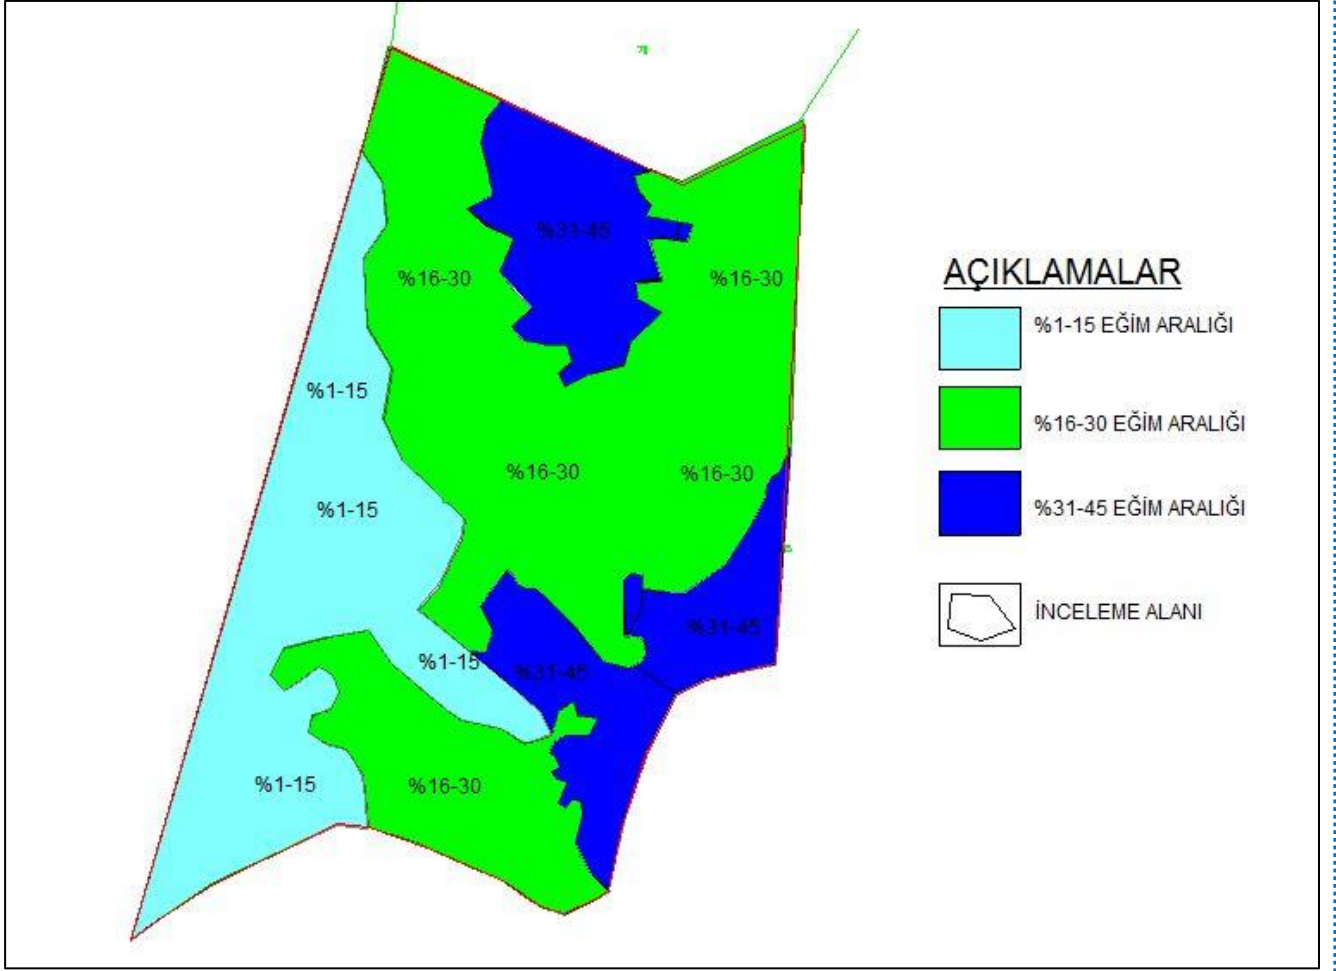 %31-45
%16-30
%16-30
%1-15
%16-30
%16-30
%1-15
%31-45
%1-15
%31-45
%1-15
%16-30
AÇIKLAMALAR
%1-15 EĞİM ARALIĞI
%16-30 EĞİM ARALIĞI
%31-45 EĞİM ARALIĞI
İNCELEME ALANI